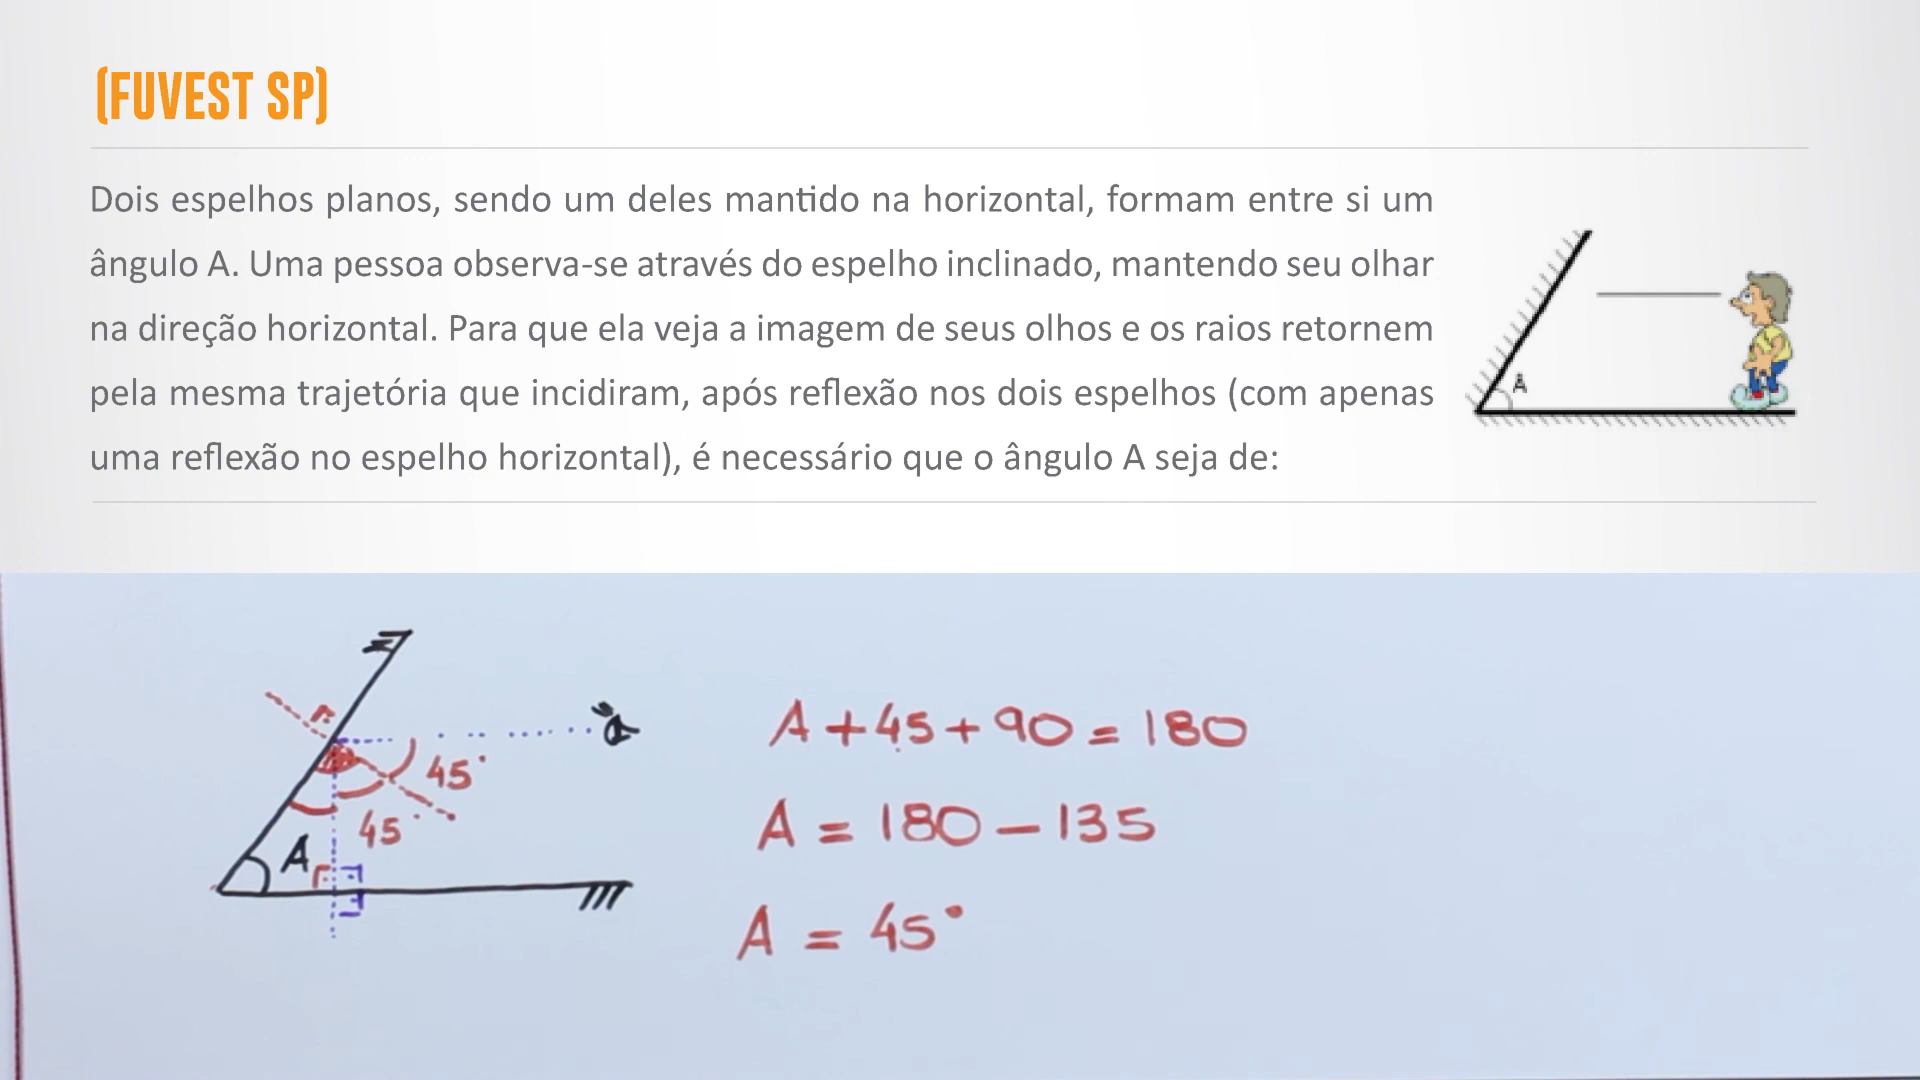 (FUVEST SP)
Dois espelhos planos, sendo um deles mantido na horizontal, formam entre si um
ângulo A. Uma pessoa observa-se através do espelho inclinado, mantendo seu olhar
na direção horizontal. Para que ela veja a imagem de seus olhos e os raios retornem
pela mesma trajetória que incidiram, após reflexão nos dois espelhos (com apenas
uma reflexão no espelho horizontal), é necessário que o ângulo A seja de:
A
45°
45°
A
A + 45 + 90 = 180
A = 180 - 135
A = 45°